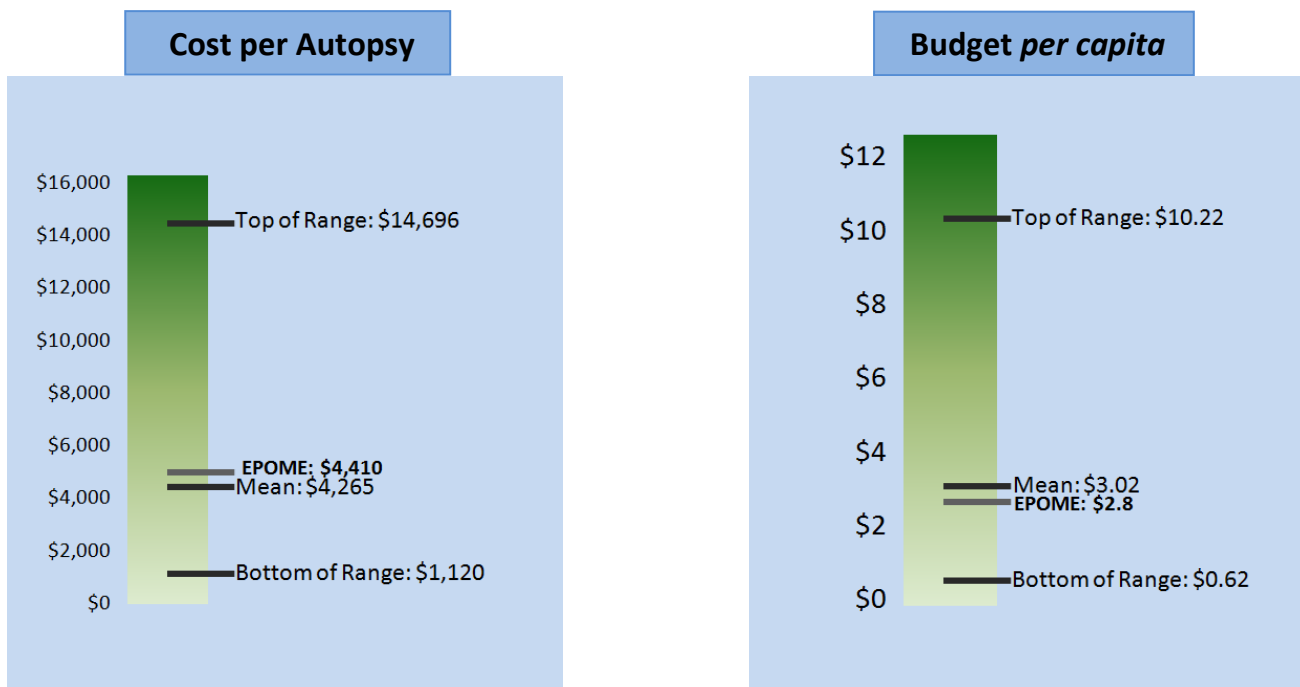 Cost per Autopsy
$16,000
Top of Range: $14,696
$14,000
$12,000
$10,000
$8,000
$6,000
EPOME: $4,410
Mean: $4,265
$4,000
$2,000
Bottom of Range: $1,120
$0
Budget per capita
$12
Top of Range: $10.22
$10
$8
$6
$4
Mean: $3.02
EPOME: $2.8
$2
Bottom of Range: $0.62
$0